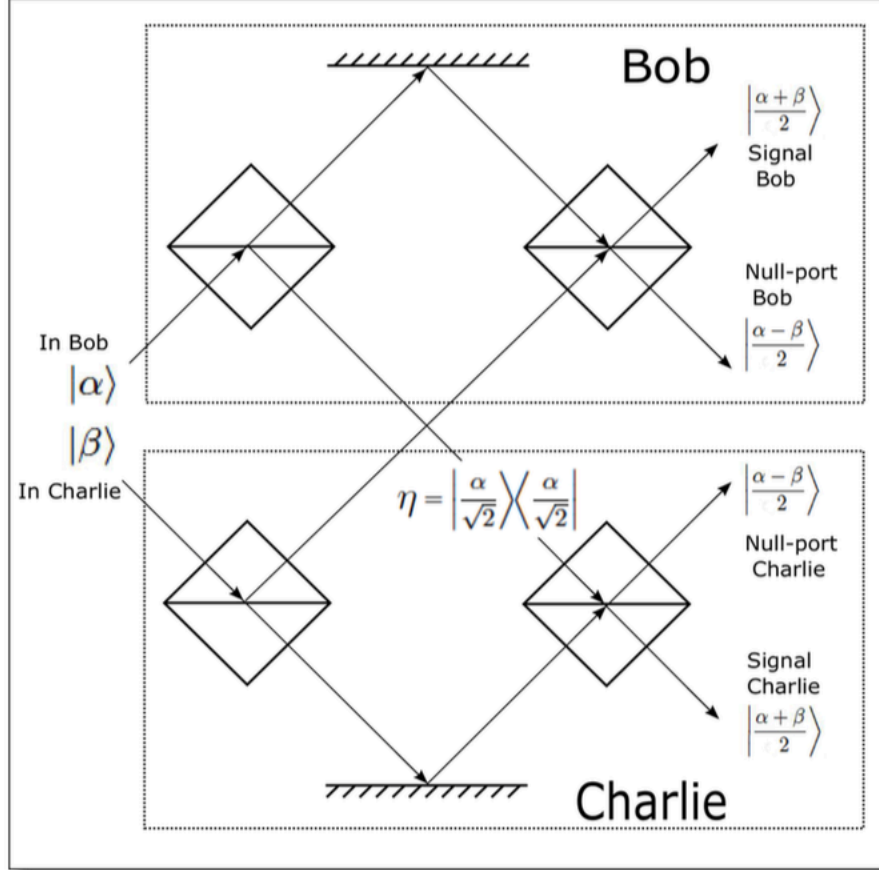 Bob
|α+β/2⟩
Signal
Bob
Null-port
Bob
|α−β/2⟩
In Bob
|α⟩
|β⟩
In Charlie
η = |α/√2⟩⟨α/√2|
|α−β/2⟩
Null-port
Charlie
Signal
Charlie
|α+β/2⟩
Charlie